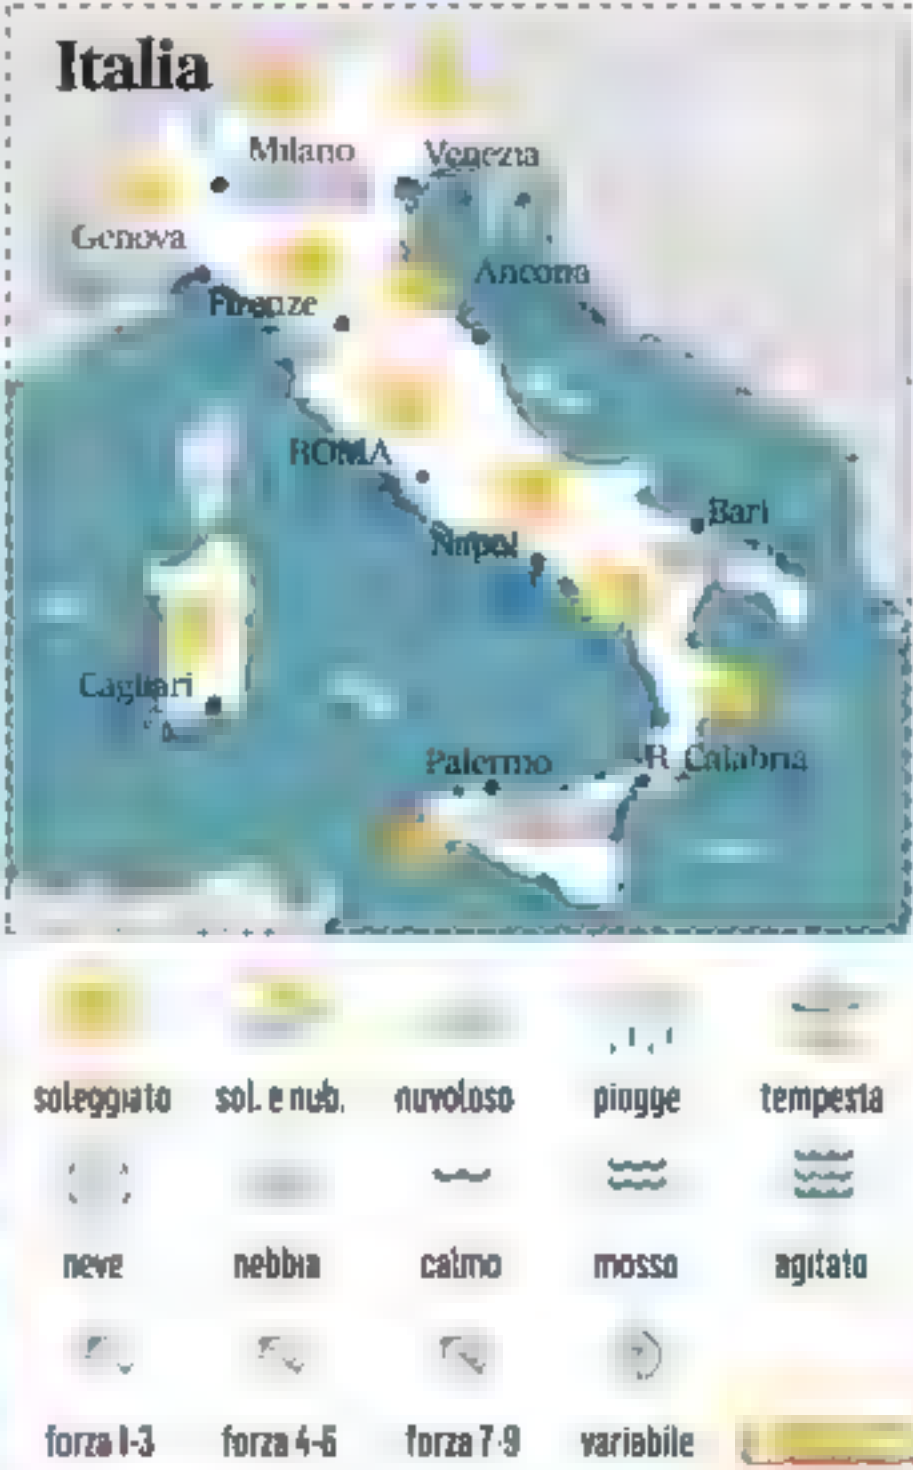 Italia
Milano Venezia
Genova
Ancona
Firenze
ROMA
Bari
Napoli
Cagliari
Palermo R. Calabria
soleggiato sol. e nub. nuvoloso piogge tempesta
neve nebbia calmo mosso agitato
forza 1-3 forza 4-6 forza 7-9 variabile